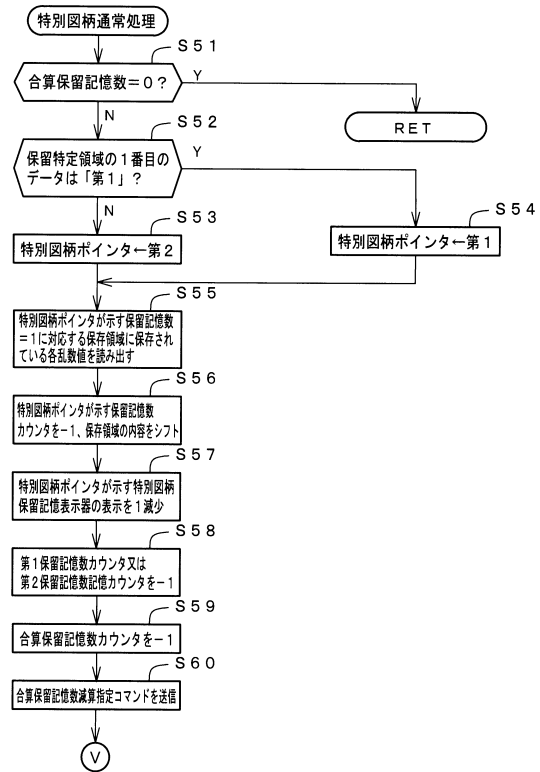 特別図柄通常処理
S51
合算保留記憶数=0?
Y
N
RET
S52
保留特定領域の1番目の
データは「第1」?
Y
N
S53
特別図柄ポインタ←第2
S54
特別図柄ポインタ←第1
S55
特別図柄ポインタが示す保留記憶数
=1に対応する保存領域に保存され
ている各乱数値を読み出す
S56
特別図柄ポインタが示す保留記憶数
カウンタを-1、保存領域の内容をシフト
S57
特別図柄ポインタが示す特別図柄
保留記憶表示器の表示を1減少
S58
第1保留記憶数カウンタ又は
第2保留記憶数記憶カウンタを-1
S59
合算保留記憶数カウンタを-1
S60
合算保留記憶数減算指定コマンドを送信
V